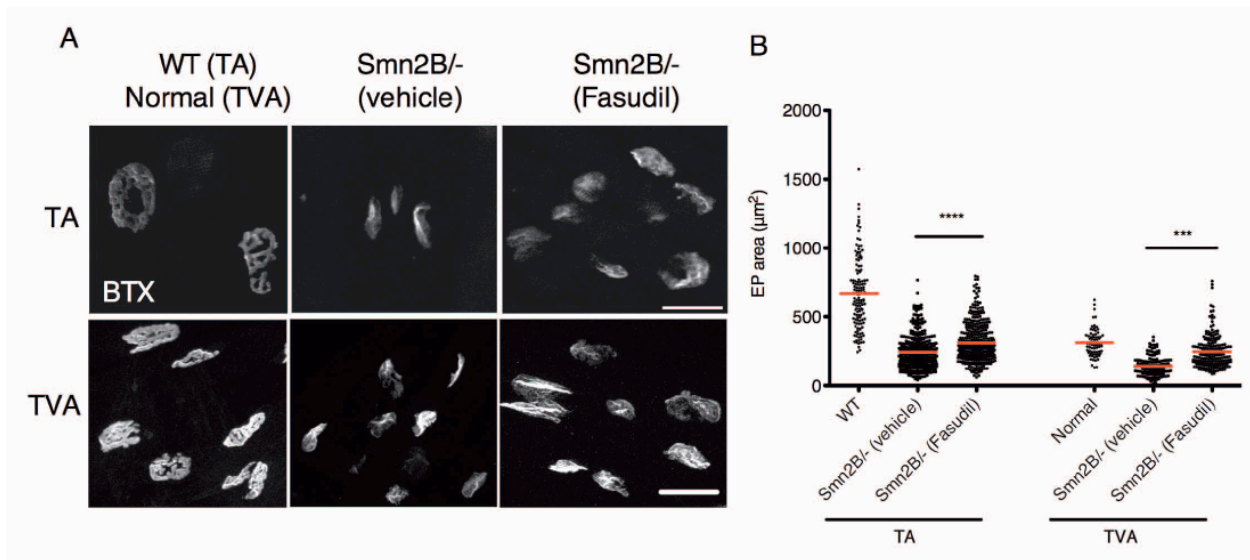 A
WT (TA)
Normal (TVA)
Smn2B/-
(vehicle)
Smn2B/-
(Fasudil)
TA
BTX
TVA
B
EP area (µm²)
2000
1500
1000
500
0
****
***
WT
Smn2B/- (vehicle)
Smn2B/- (Fasudil)
Normal
Smn2B/- (vehicle)
Smn2B/- (Fasudil)
TA
TVA